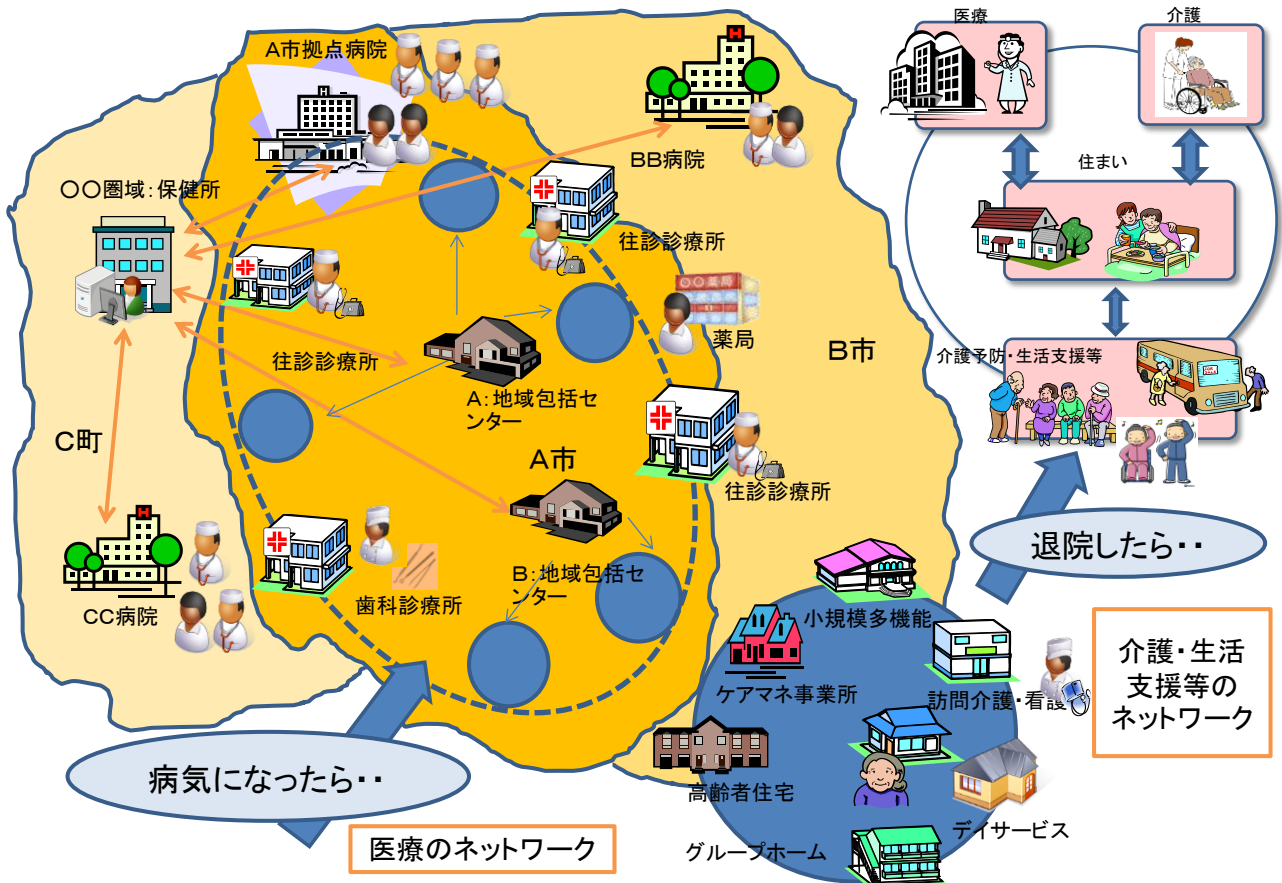 A市拠点病院
BB病院
〇〇圏域:保健所
往診診療所
往診診療所
〇〇薬局
薬局
B市
A:地域包括セ
ンター
C町
A市
往診診療所
CC病院
歯科診療所
B:地域包括セ
ンター
病気になったら・・
医療のネットワーク
医療
介護
住まい
介護予防・生活支援等
退院したら・・
小規模多機能
ケアマネ事業所
訪問介護・看護
高齢者住宅
デイサービス
グループホーム
介護・生活
支援等の
ネットワーク
H
H